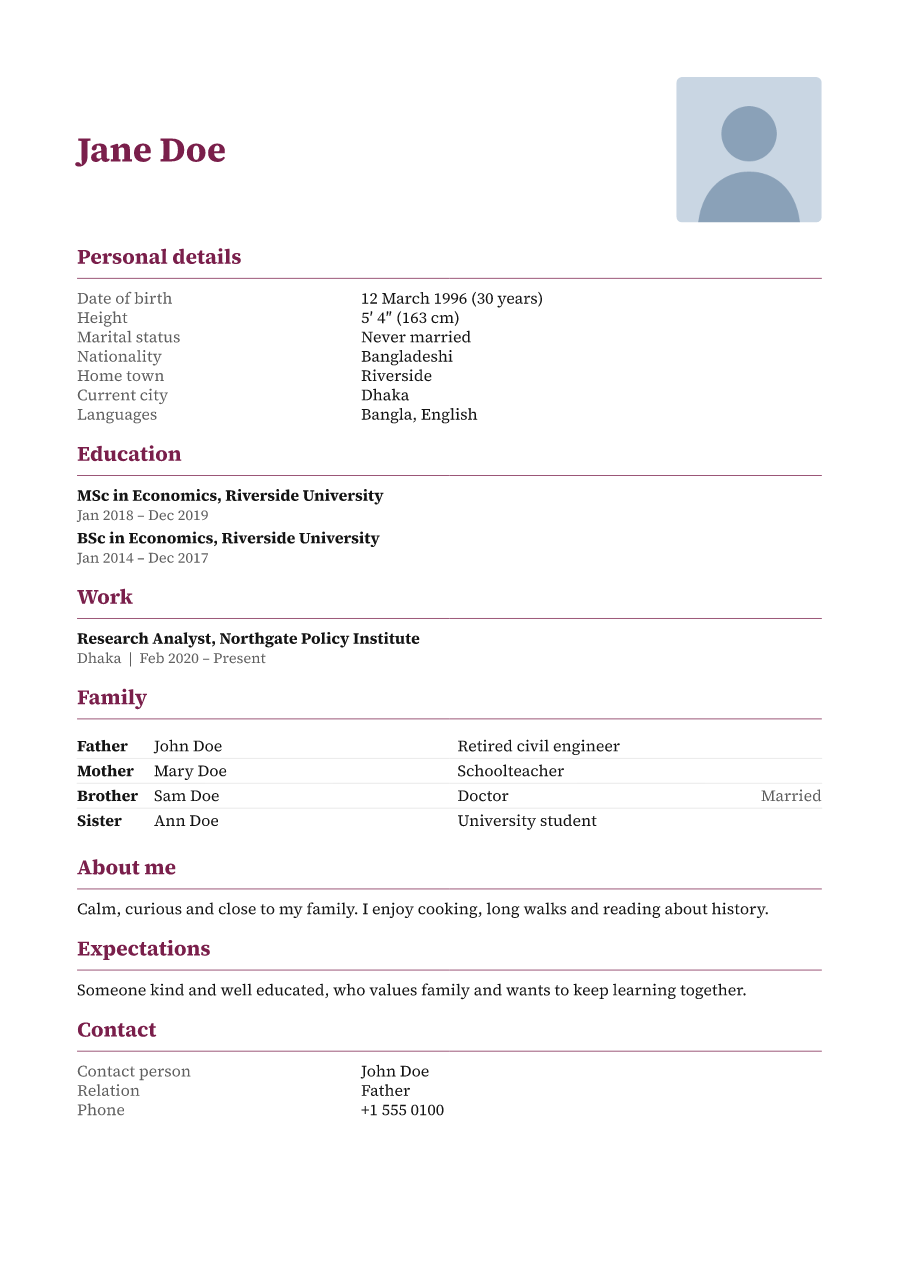 Jane Doe
Personal details
Date of birth 12 March 1996 (30 years)
Height 5′ 4″ (163 cm)
Marital status Never married
Nationality Bangladeshi
Home town Riverside
Current city Dhaka
Languages Bangla, English
Education
MSc in Economics, Riverside University
Jan 2018 – Dec 2019
BSc in Economics, Riverside University
Jan 2014 – Dec 2017
Work
Research Analyst, Northgate Policy Institute
Dhaka | Feb 2020 – Present
Family
Father John Doe Retired civil engineer
Mother Mary Doe Schoolteacher
Brother Sam Doe Doctor Married
Sister Ann Doe University student
About me
Calm, curious and close to my family. I enjoy cooking, long walks and reading about history.
Expectations
Someone kind and well educated, who values family and wants to keep learning together.
Contact
Contact person John Doe
Relation Father
Phone +1 555 0100